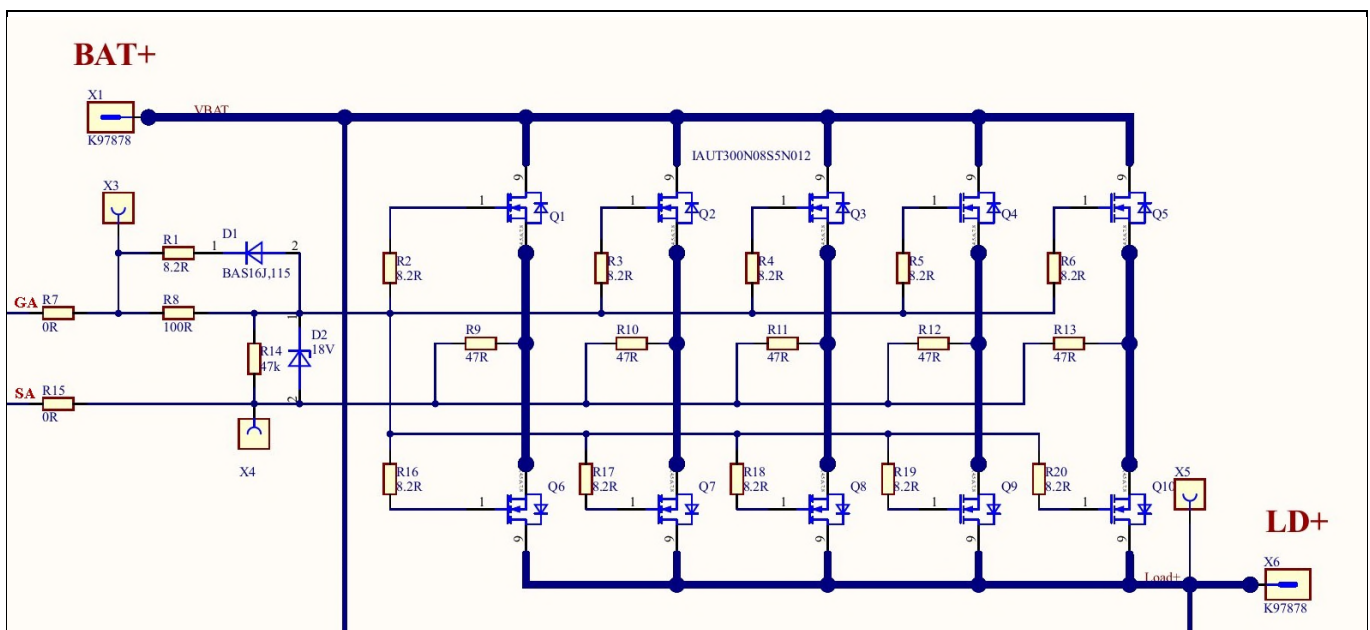 BAT+
X1
VBAT
K97878
IAUT300N08S5N012
X3
9 9 9 9 9
1 1 1 1 1
Q1 Q2 Q3 Q4 Q5
R1
8.2R
D1
1 2
BAS16J,115
R2
8.2R
R3
8.2R
R4
8.2R
R5
8.2R
R6
8.2R
GA
R7
0R
R8
100R
1
D2
18V
R14
47k
2
R9
47R
R10
47R
R11
47R
R12
47R
R13
47R
SA
R15
0R
X4
R16
8.2R
R17
8.2R
R18
8.2R
R19
8.2R
R20
8.2R
Q6 Q7 Q8 Q9 Q10
X5
1 1 1 1 1
9 9 9 9 9
LD+
Load+
X6
K97878